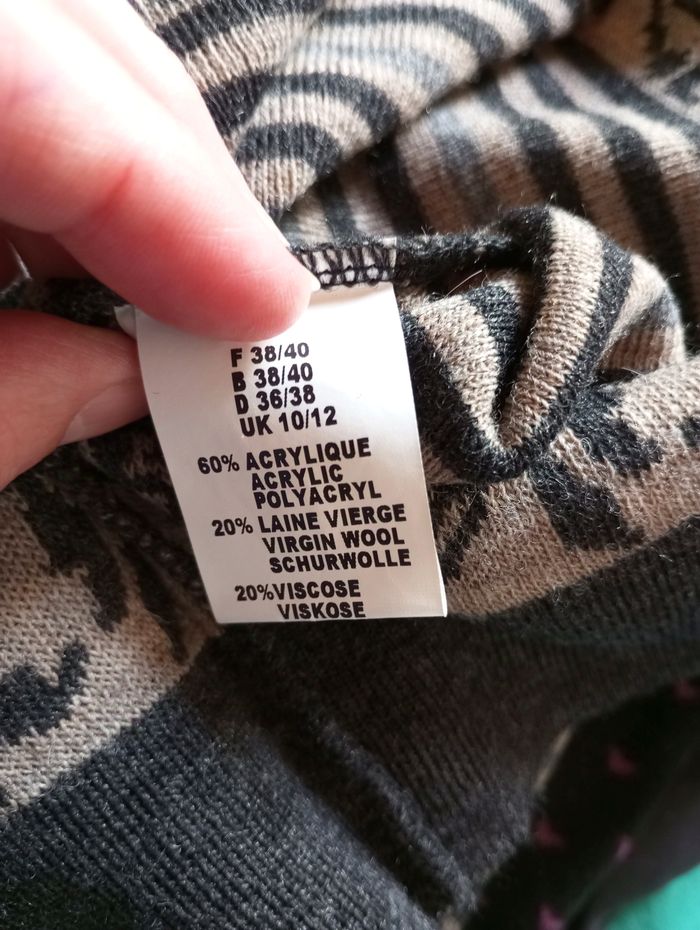 F 38/40
B 38/40
D 36/38
UK 10/12
60% ACRYLIQUE
ACRYLIC
POLYACRYL
20% LAINE VIERGE
VIRGIN WOOL
SCHURWOLLE
20%VISCOSE
VISKOSE